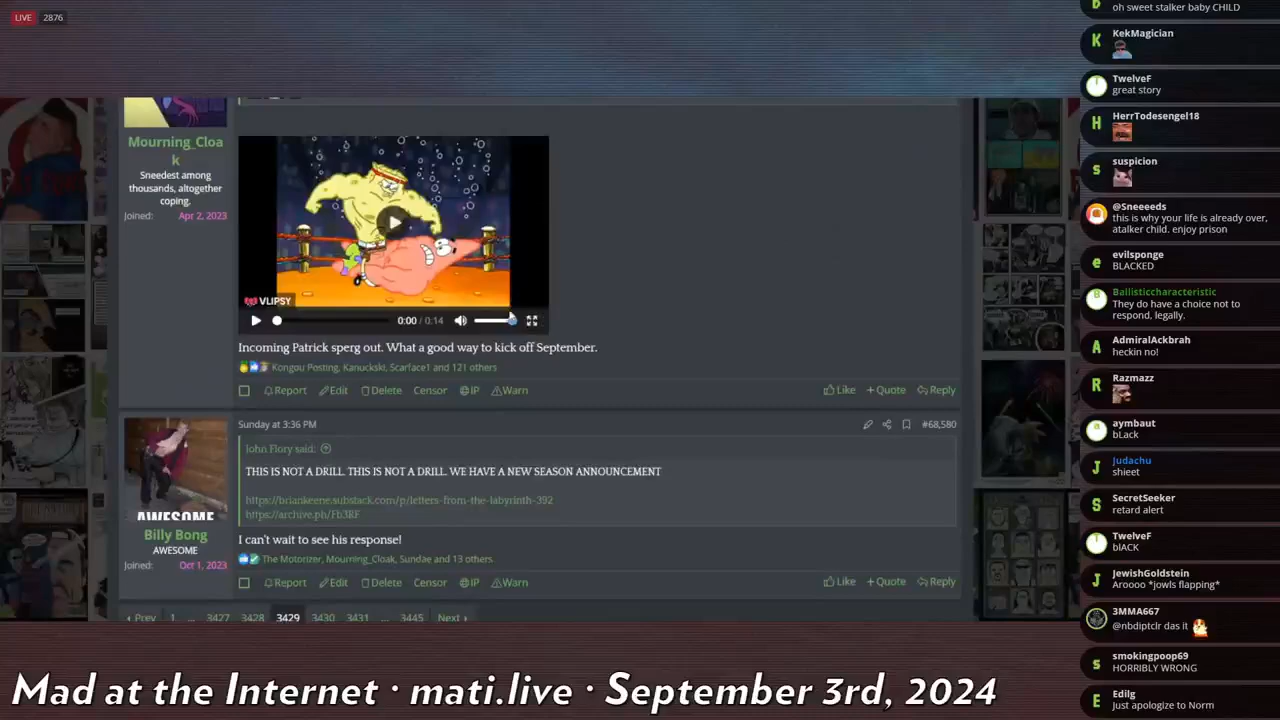 LIVE 2876
Mourning_Cloa
k
Sneedest among
thousands, altogether
coping.
Joined: Apr 2, 2023
VLIPSY
0:00 / 0:14
Incoming Patrick sperg out. What a good way to kick off September.
Kongou Posting, Kanuckski, Scarface1 and 121 others
Report Edit Delete Censor IP Warn Like + Quote Reply
Sunday at 3:36 PM #68,580
John Flory said:
THIS IS NOT A DRILL. THIS IS NOT A DRILL. WE HAVE A NEW SEASON ANNOUNCEMENT
https://briankeene.substack.com/p/letters-from-the-labyrinth-392
https://archive.ph/Fb3RF
AWESOME
Billy Bong
AWESOME
Joined: Oct 1, 2023
I can't wait to see his response!
The Motorizer, Mourning_Cloak, Sundae and 13 others
Report Edit Delete Censor IP Warn Like + Quote Reply
Prev 1 ... 3427 3428 3429 3430 3431 ... 3445 Next
Mad at the Internet · mati.live · September 3rd, 2024
oh sweet stalker baby CHILD
K KekMagician
TwelveF
great story
H HerrTodesengel18
s suspicion
@Sneeeeds
this is why your life is already over,
atalker child. enjoy prison
e evilsponge
BLACKED
Ballisticcharacteristic
They do have a choice not to
respond, legally.
A AdmiralAckbrah
heckin no!
R Razmazz
aymbaut
bLack
J Judachu
shieet
S SecretSeeker
retard alert
TwelveF
blACK
J JewishGoldstein
Aroooo *jowls flapping*
3MMA667
@nbdiptclr das it
s smokingpoop69
HORRIBLY WRONG
E Edilg
Just apologize to Norm